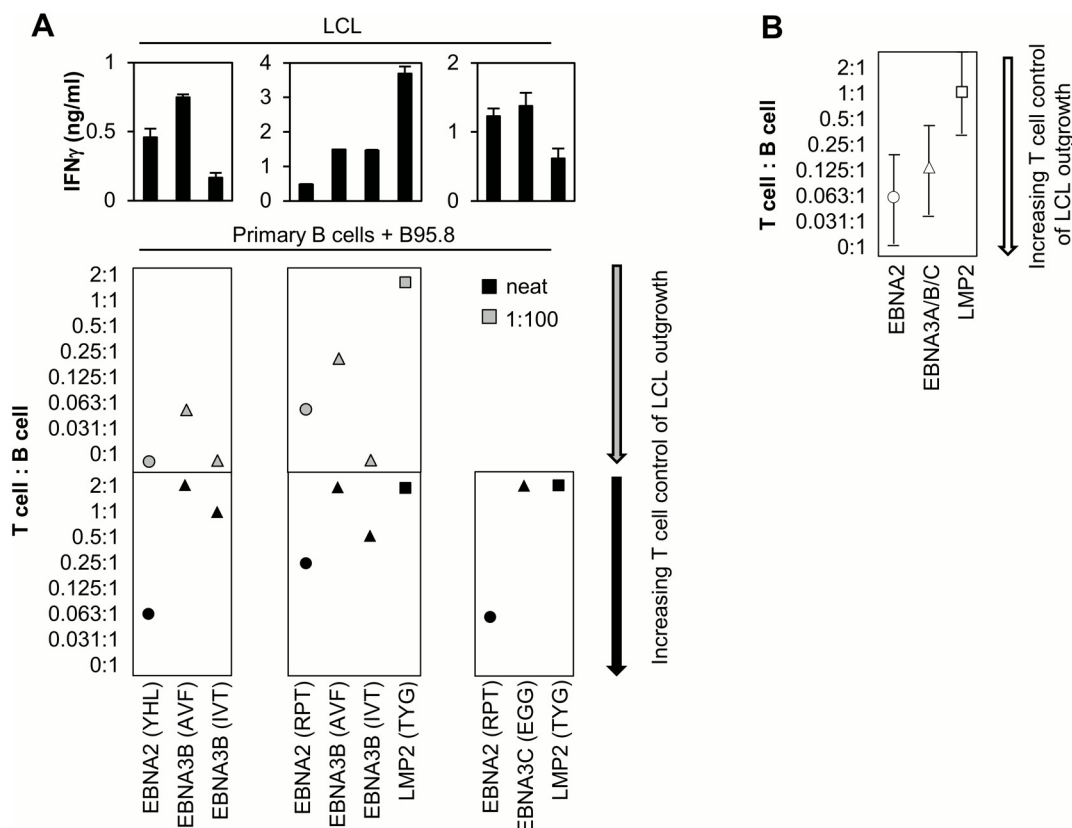 A
LCL
IFNγ (ng/ml)
1
0.5
0
4
3
2
1
0
2
1
0
Primary B cells + B95.8
T cell : B cell
2:1
1:1
0.5:1
0.25:1
0.125:1
0.063:1
0.031:1
0:1
2:1
1:1
0.5:1
0.25:1
0.125:1
0.063:1
0.031:1
0:1
neat
1:100
Increasing T cell control of LCL outgrowth
EBNA2 (YHL)
EBNA3B (AVF)
EBNA3B (IVT)
EBNA2 (RPT)
EBNA3B (AVF)
EBNA3B (IVT)
LMP2 (TYG)
EBNA2 (RPT)
EBNA3C (EGG)
LMP2 (TYG)
B
T cell : B cell
2:1
1:1
0.5:1
0.25:1
0.125:1
0.063:1
0.031:1
0:1
EBNA2
EBNA3A/B/C
LMP2
Increasing T cell control
of LCL outgrowth